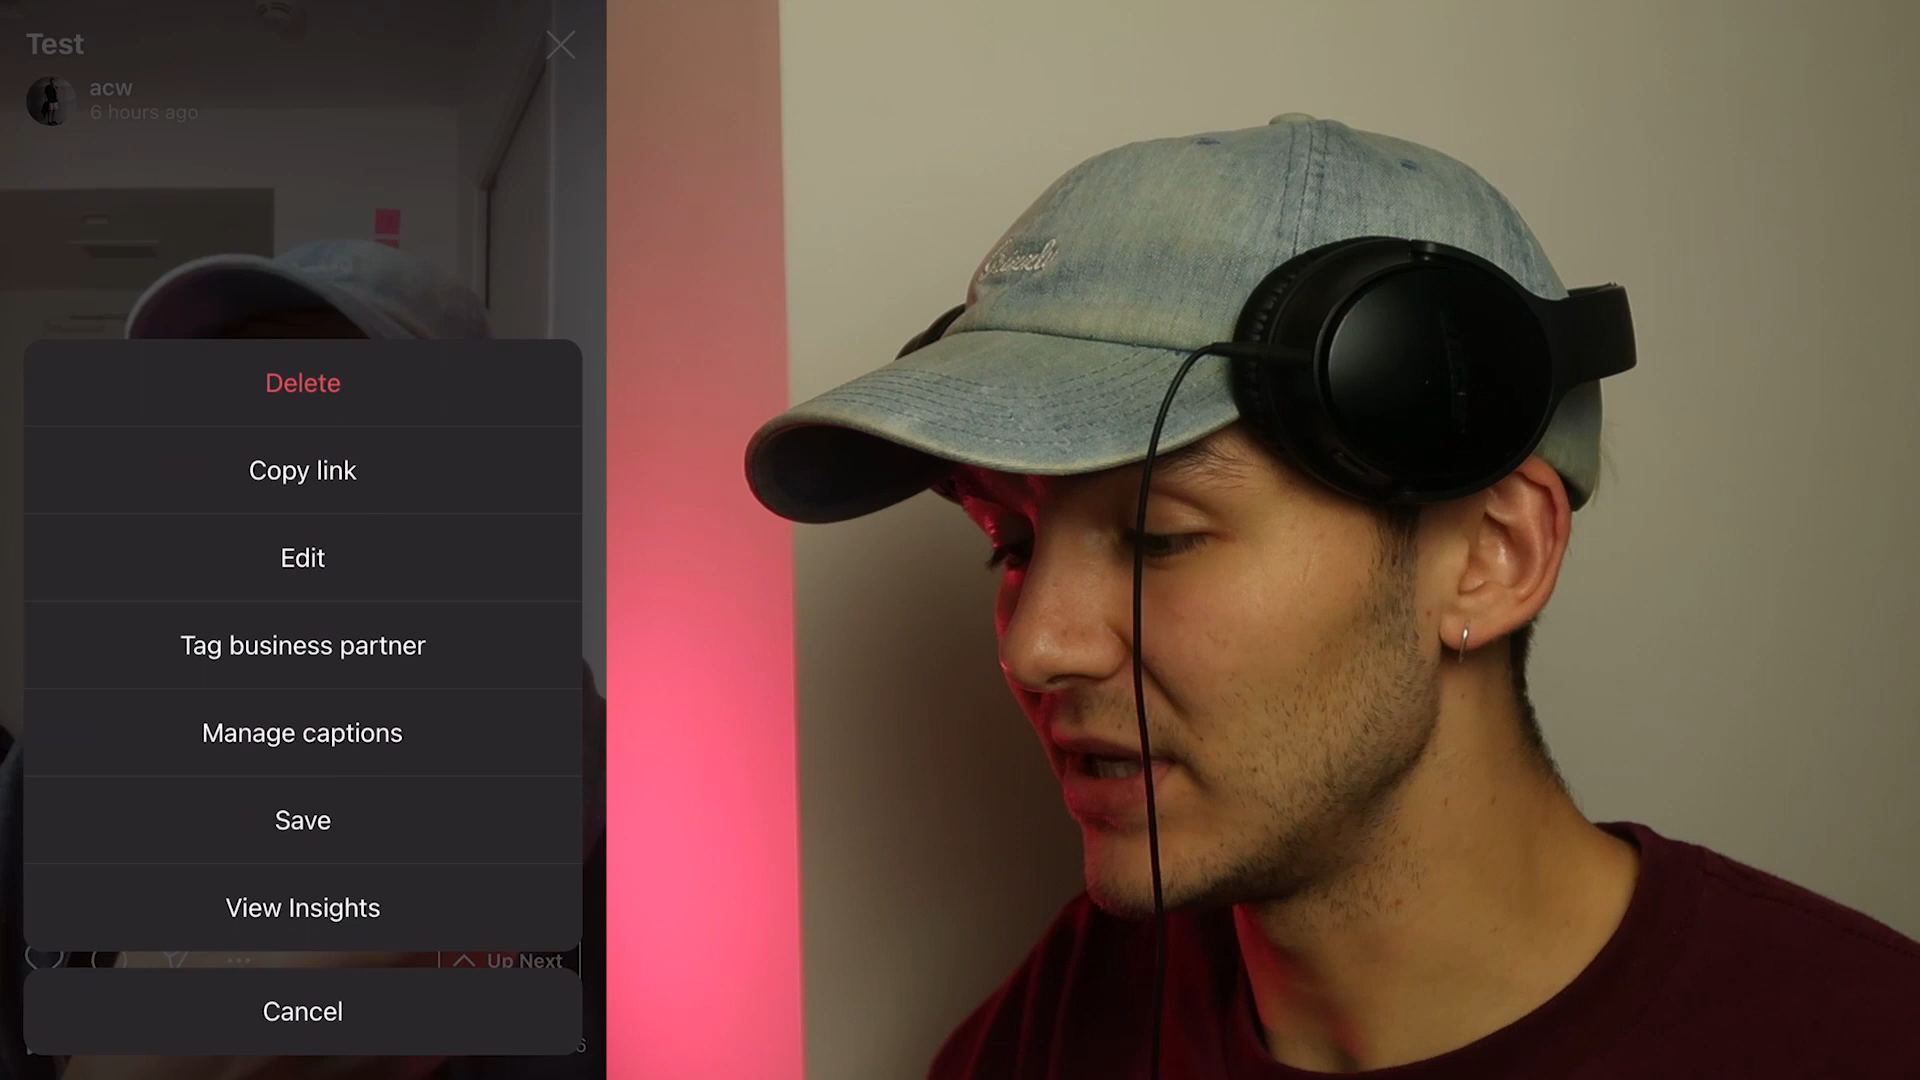 Test
acw
6 hours ago
Delete
Copy link
Edit
Tag business partner
Manage captions
Save
View Insights
Up Next
Cancel